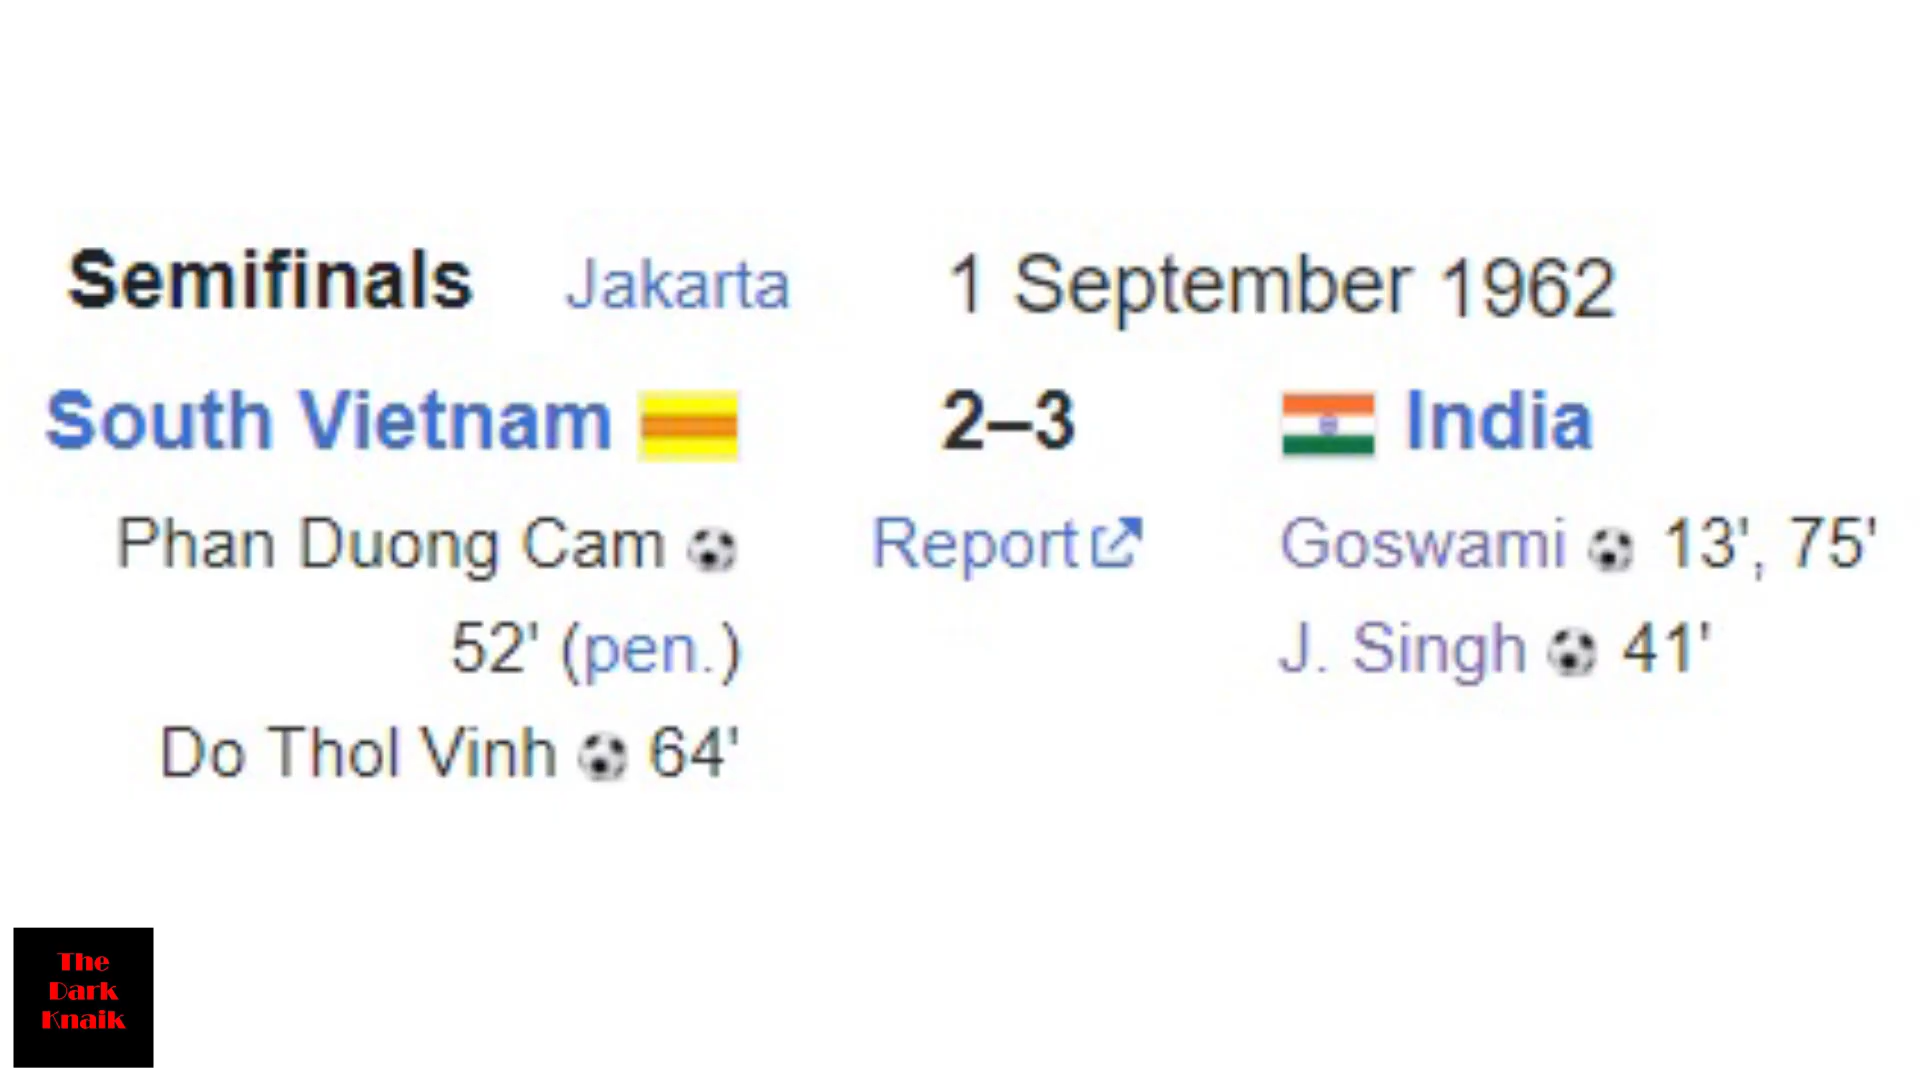 Semifinals Jakarta 1 September 1962
South Vietnam 2–3 India
Phan Duong Cam Report Goswami 13', 75'
52' (pen.) J. Singh 41'
Do Thol Vinh 64'
The
Dark
Knaik